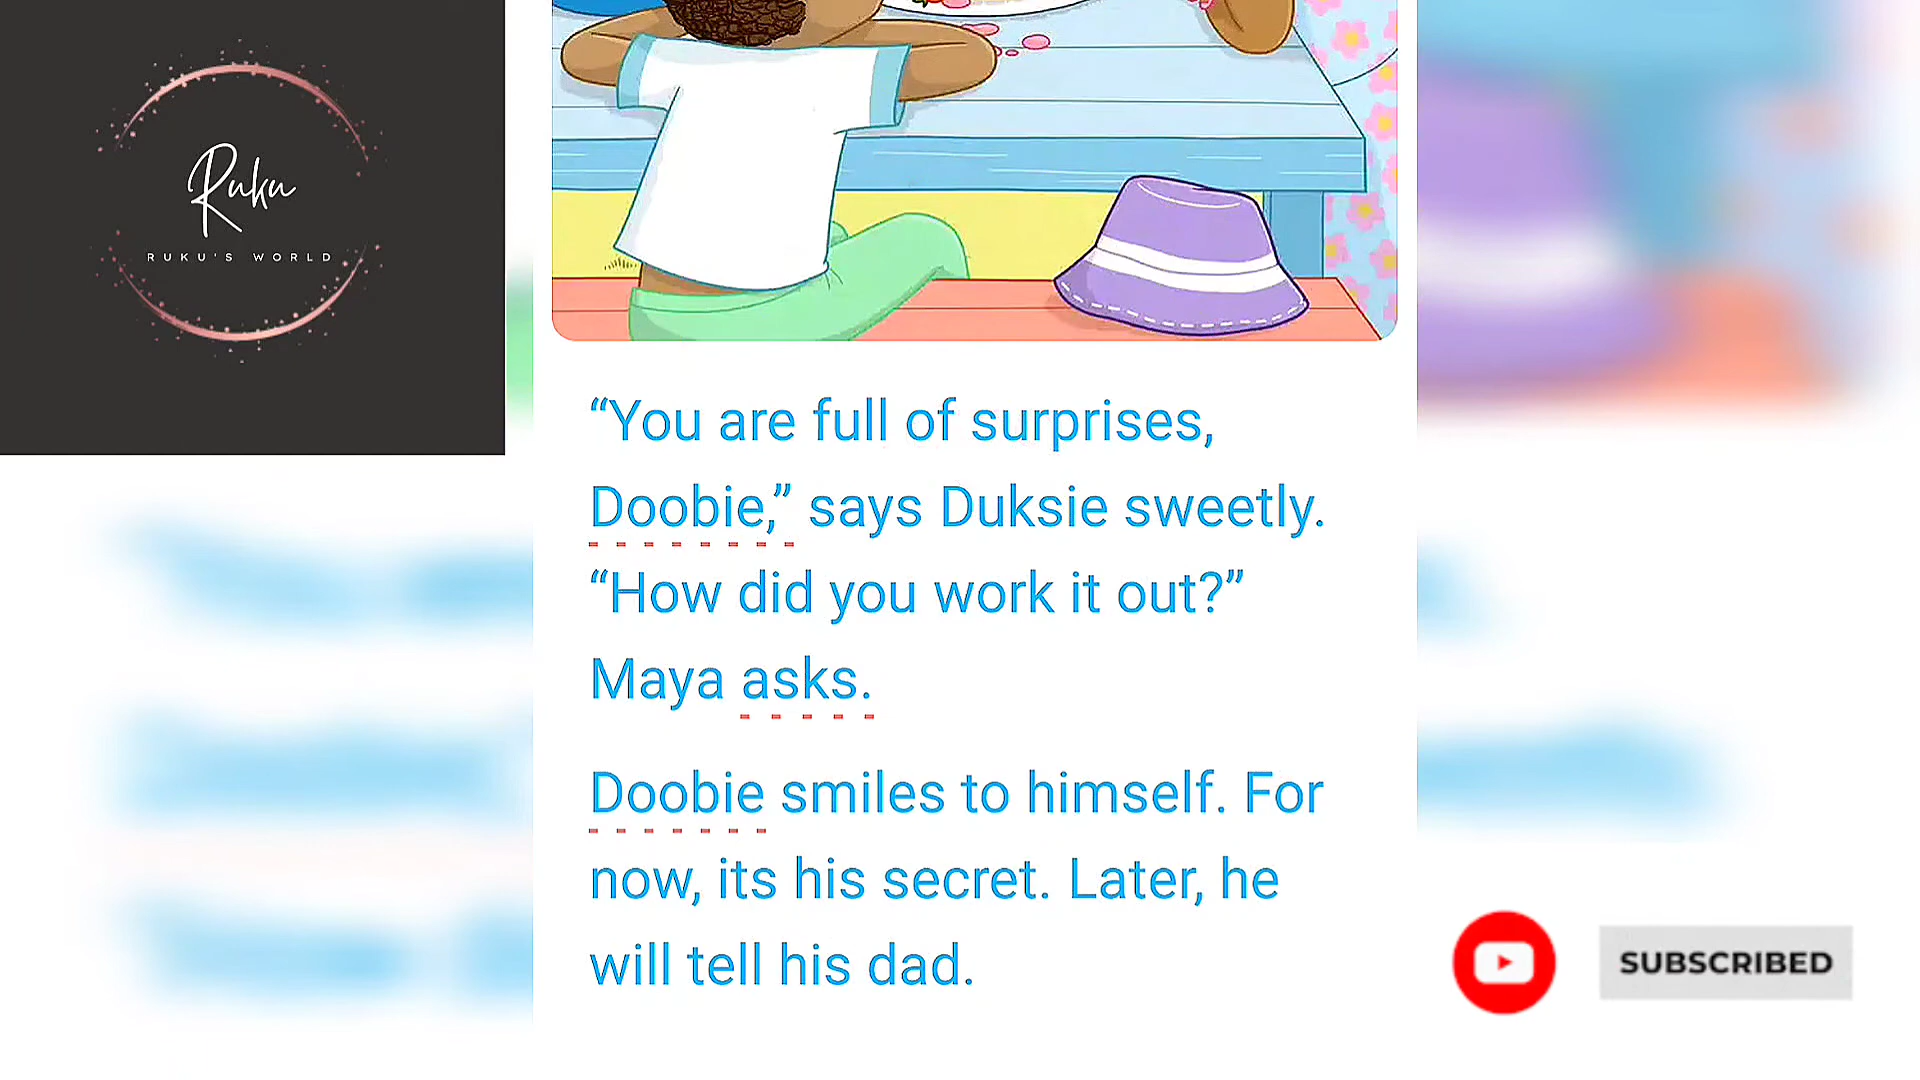 Ruku
RUKU'S WORLD
“You are full of surprises,
Doobie,” says Duksie sweetly.
“How did you work it out?”
Maya asks.
Doobie smiles to himself. For
now, its his secret. Later, he
will tell his dad.
SUBSCRIBED